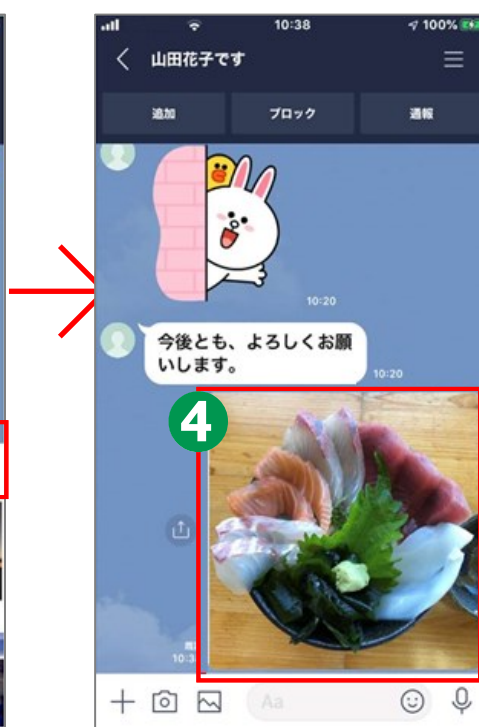 10:38
100%
山田花子です
追加
ブロック
通報
10:20
今後とも、よろしくお願
いします。
10:20
4
Aa